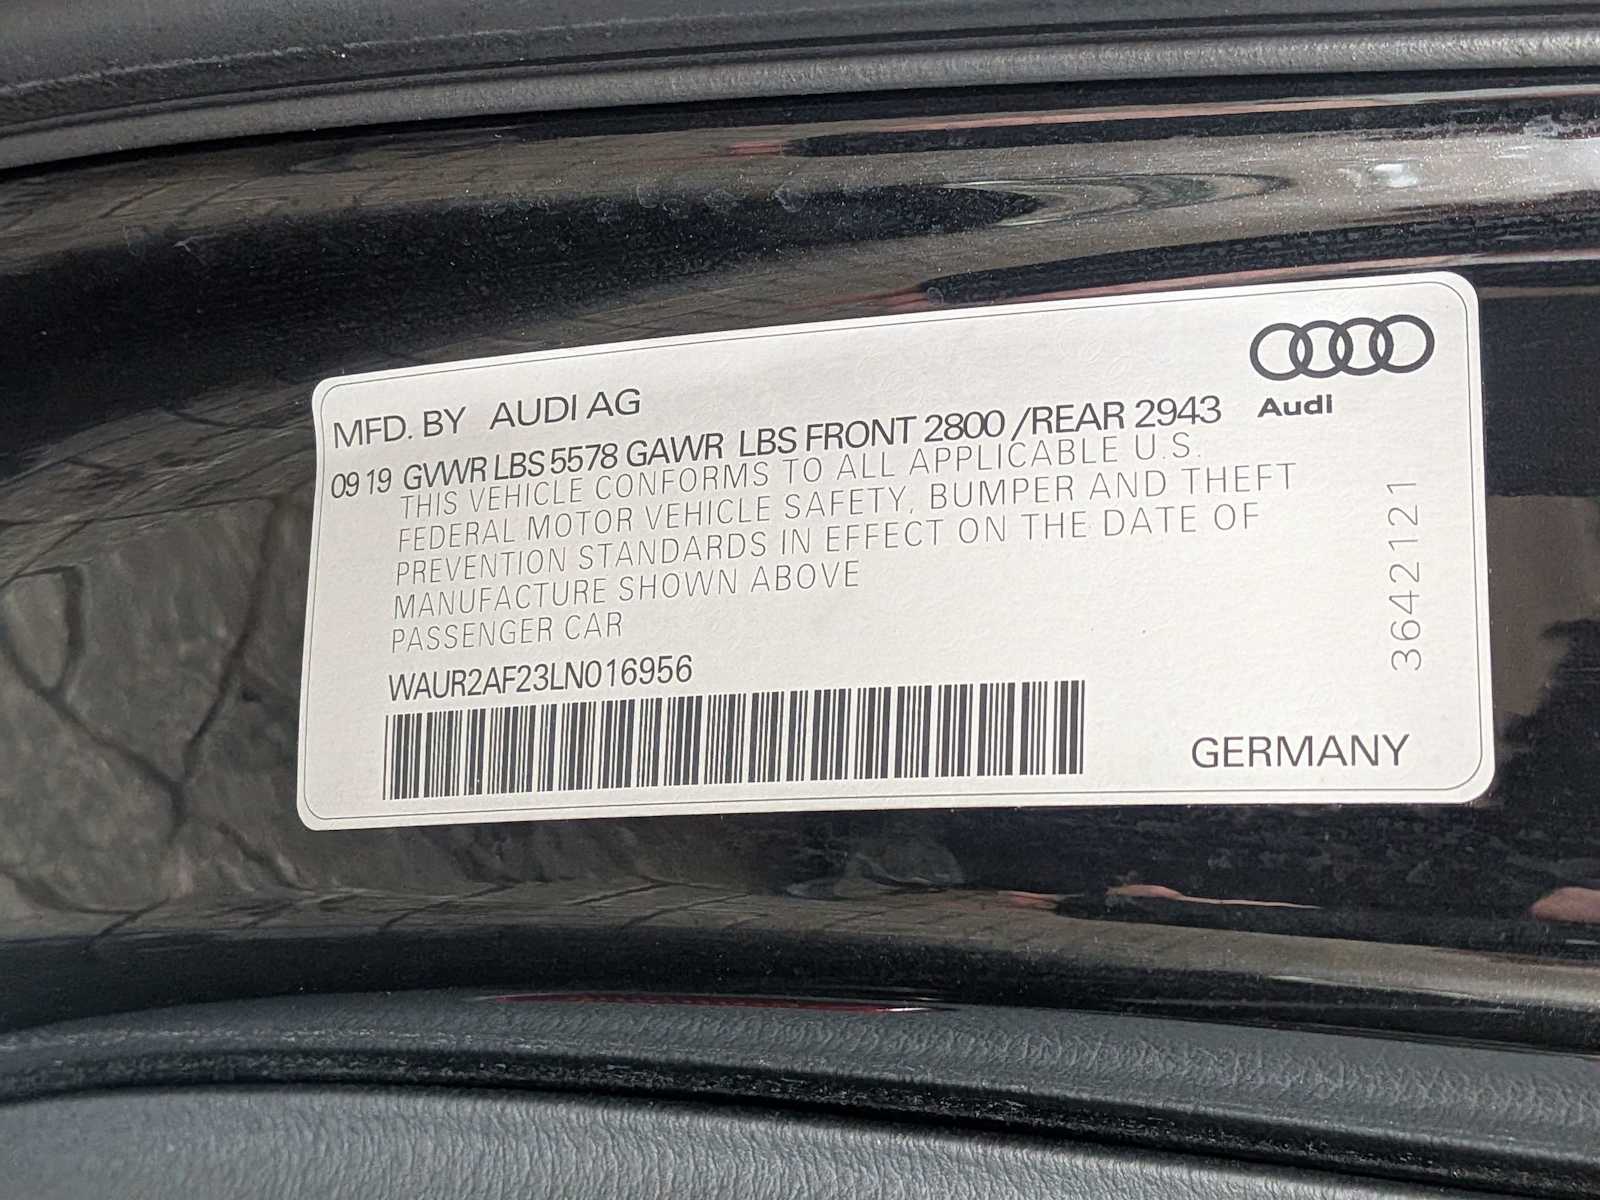 MFD. BY AUDI AG
Audi
09 19 GVWR LBS 5578 GAWR LBS FRONT 2800 /REAR 2943
THIS VEHICLE CONFORMS TO ALL APPLICABLE U.S.
FEDERAL MOTOR VEHICLE SAFETY, BUMPER AND THEFT
PREVENTION STANDARDS IN EFFECT ON THE DATE OF
MANUFACTURE SHOWN ABOVE
PASSENGER CAR
WAUR2AF23LN016956
3642121
GERMANY